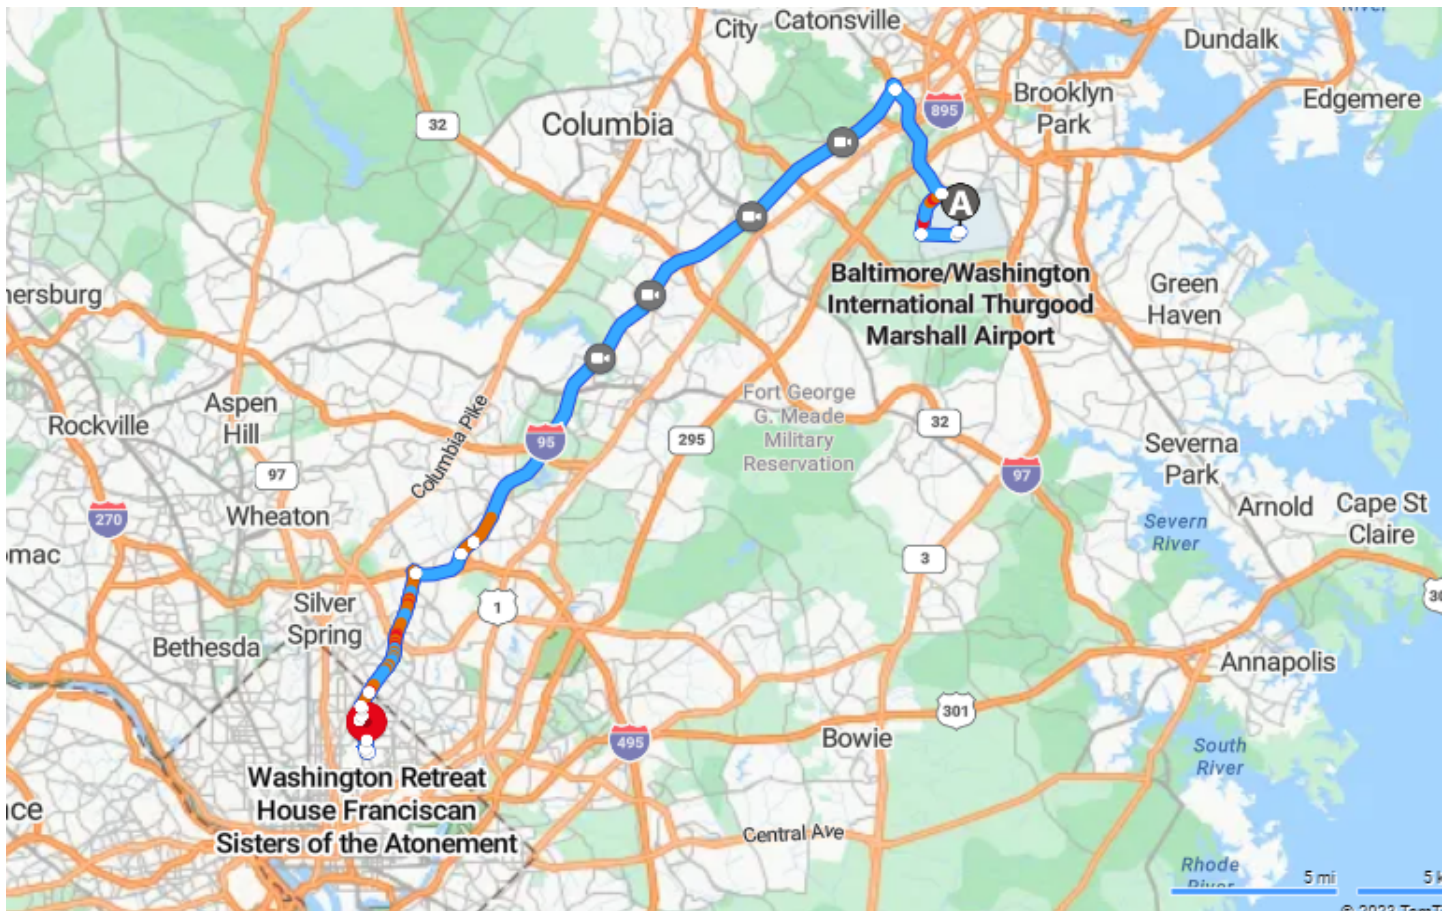 City
Catonsville
River
Dundalk
Brooklyn
Park
Edgemere
895
32
Columbia
A
Baltimore/Washington
International Thurgood
Marshall Airport
Green
Haven
Aspen
Hill
Rockville
Columbia Pike
95
295
Fort George
G. Meade
Military
Reservation
32
97
Severna
Park
97
Wheaton
270
Arnold
Cape St
Claire
Severn
River
3
Silver
Spring
1
Bethesda
Annapolis
301
495
Bowie
South
River
Washington Retreat
House Franciscan
Sisters of the Atonement
Central Ave
Rhode
River
5 mi